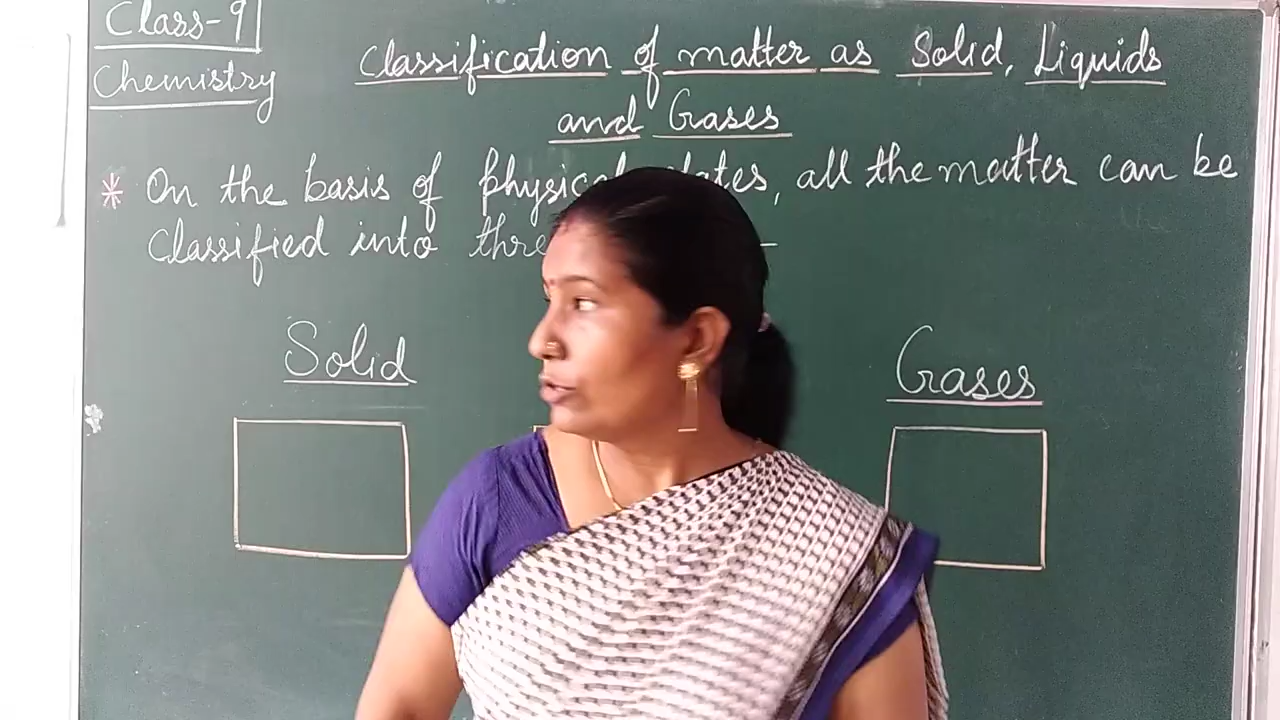 Class-9
Chemistry
Classification of matter as Solid, Liquids
and Gases
* On the basis of physical states, all the matter can be
Classified into three –
Solid
Gases